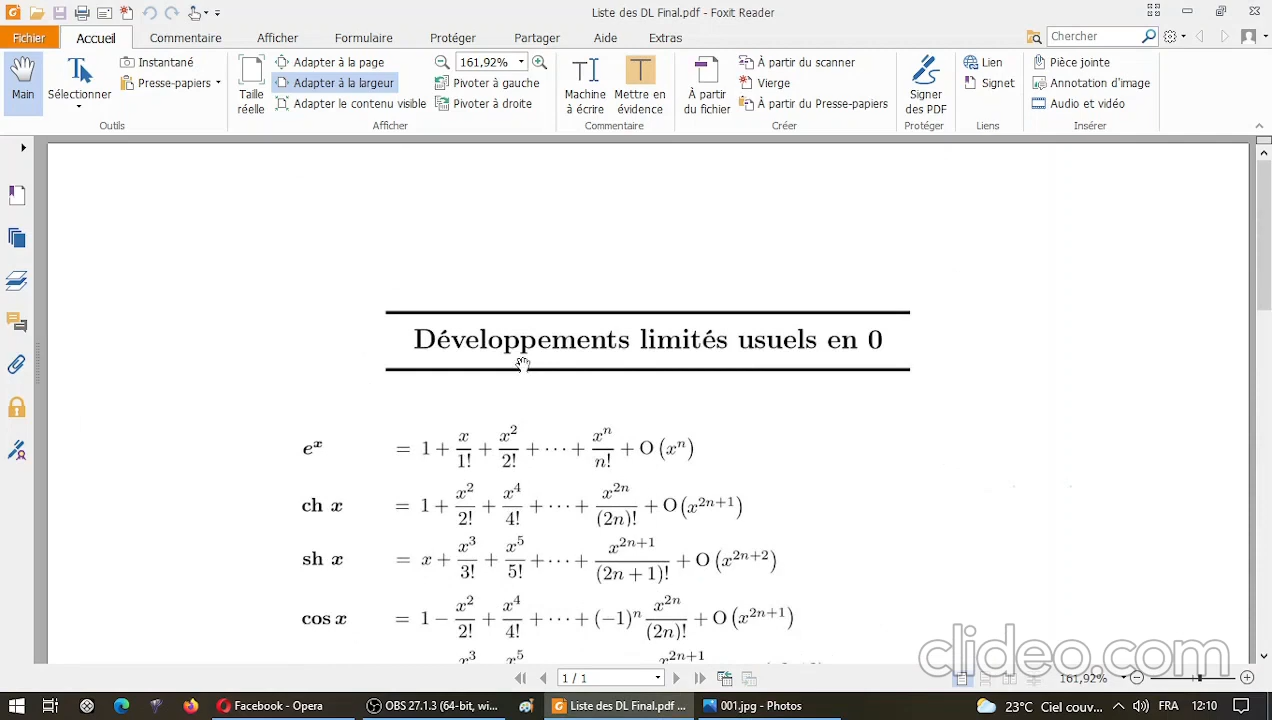 Liste des DL Final.pdf - Foxit Reader
Fichier Accueil Commentaire Afficher Formulaire Protéger Partager Aide Extras Chercher
Main
Sélectionner
Instantané
Presse-papiers
Outils
Taille réelle
Adapter à la page
Adapter à la largeur
Adapter le contenu visible
161,92%
Pivoter à gauche
Pivoter à droite
Afficher
Machine à écrire
Mettre en évidence
Commentaire
À partir du fichier
À partir du scanner
Vierge
À partir du Presse-papiers
Créer
Signer des PDF
Protéger
Lien
Signet
Liens
Pièce jointe
Annotation d'image
Audio et vidéo
Insérer
Développements limités usuels en 0
e^x = 1 + x/1! + x^2/2! + ··· + x^n/n! + O(x^n)
ch x = 1 + x^2/2! + x^4/4! + ··· + x^{2n}/(2n)! + O(x^{2n+1})
sh x = x + x^3/3! + x^5/5! + ··· + x^{2n+1}/(2n+1)! + O(x^{2n+2})
cos x = 1 − x^2/2! + x^4/4! + ··· + (−1)^n x^{2n}/(2n)! + O(x^{2n+1})
x^3 x^5 x^{2n+1}
clideo.com
1 / 1
161,92%
Facebook - Opera
OBS 27.1.3 (64-bit, wi...
Liste des DL Final.pdf ...
001.jpg - Photos
23°C Ciel couv...
FRA
12:10